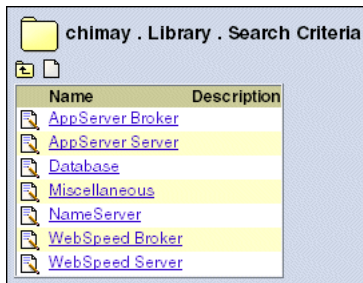 chimay . Library . Search Criteria
Name Description
AppServer Broker
AppServer Server
Database
Miscellaneous
NameServer
WebSpeed Broker
WebSpeed Server